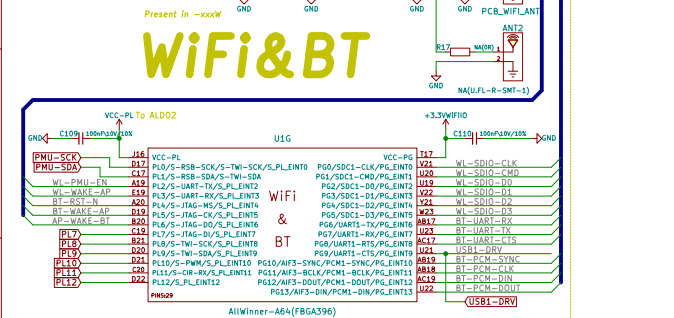 Present in -xxxW
GND
GND
GND
GND
PCB_WIFI_ANT
ANT2
WiFi&BT
R17
NA(0R)
1
2
GND
NA(U.FL-R-SMT-1)
VCC-PL
To ALDO2
+3.3VWIFIIO
GND
C109
100nF\10V/10%
U1G
C110
100nF\10V/10%
GND
J16 VCC-PL VCC-PG T17
PMU-SCK D17 PL0/S-RSB-SCK/S-TWI-SCK/S_PL_EINT0 PG0/SDC1-CLK/PG_EINT0 V21 WL-SDIO-CLK
PMU-SDA C17 PL1/S-RSB-SDA/S-TWI-SDA PG1/SDC1-CMD/PG_EINT1 U20 WL-SDIO-CMD
WL-PMU-EN A19 PL2/S-UART-TX/S_PL_EINT2 PG2/SDC1-D0/PG_EINT2 U19 WL-SDIO-D0
WL-WAKE-AP E19 PL3/S-UART-RX/S_PL_EINT3 PG3/SDC1-D1/PG_EINT3 V22 WL-SDIO-D1
BT-RST-N A20 PL4/S-JTAG-MS/S_PL_EINT4 PG4/SDC1-D2/PG_EINT4 Y21 WL-SDIO-D2
BT-WAKE-AP D19 PL5/S-JTAG-CK/S_PL_EINT5 PG5/SDC1-D3/PG_EINT5 W23 WL-SDIO-D3
AP-WAKE-BT B20 PL6/S-JTAG-DO/S_PL_EINT6 PG6/UART1-TX/PG_EINT6 AB17 BT-UART-RX
PL7 C19 PL7/S-JTAG-DI/S_PL_EINT7 PG7/UART1-RX/PG_EINT7 U23 BT-UART-TX
PL8 B21 PL8/S-TWI-SCK/S_PL_EINT8 PG8/UART1-RTS/PG_EINT8 AC17 BT-UART-CTS
PL9 D20 PL9/S-TWI-SDA/S_PL_EINT9 PG9/UART1-CTS/PG_EINT9 U21 USB1-DRV
PL10 D21 PL10/S-PWM/S_PL_EINT10 PG10/AIF3-SYNC/PCM1-SYNC/PG_EINT10 AB19 BT-PCM-SYNC
PL11 C20 PL11/S-CIR-RX/S_PL_EINT11 PG11/AIF3-BCLK/PCM1-BCLK/PG_EINT11 AB18 BT-PCM-CLK
PL12 D22 PL12/S_PL_EINT12 PG12/AIF3-DOUT/PCM1-DOUT/PG_EINT12 AC19 BT-PCM-DIN
PG13/AIF3-DIN/PCM1-DIN/PG_EINT13 U22 BT-PCM-DOUT
WiFi
&
BT
PINS:29
USB1-DRV
AllWinner-A64(FBGA396)